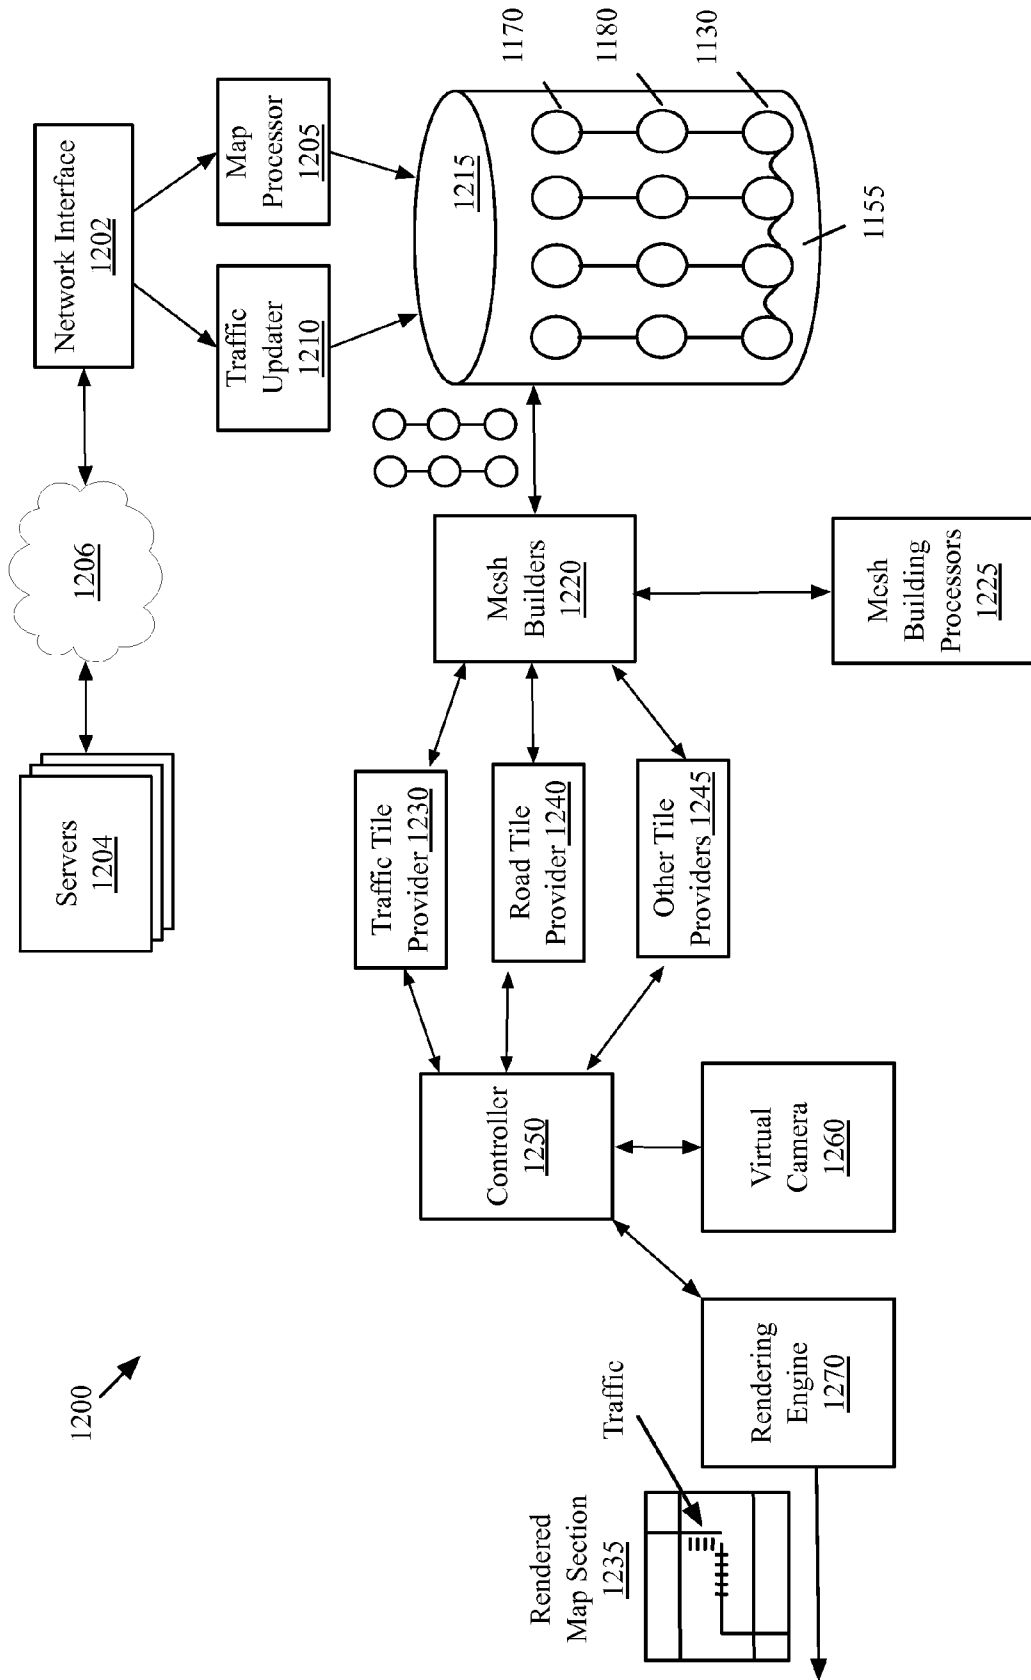 1200
Servers
1204
1206
Network Interface
1202
Traffic
Updater
1210
Map
Processor
1205
1215
1170
1180
1130
1155
Mesh
Builders
1220
Mesh
Building
Processors
1225
Traffic Tile
Provider 1230
Road Tile
Provider 1240
Other Tile
Providers 1245
Controller
1250
Virtual
Camera
1260
Rendering
Engine
1270
Rendered
Map Section
1235
Traffic